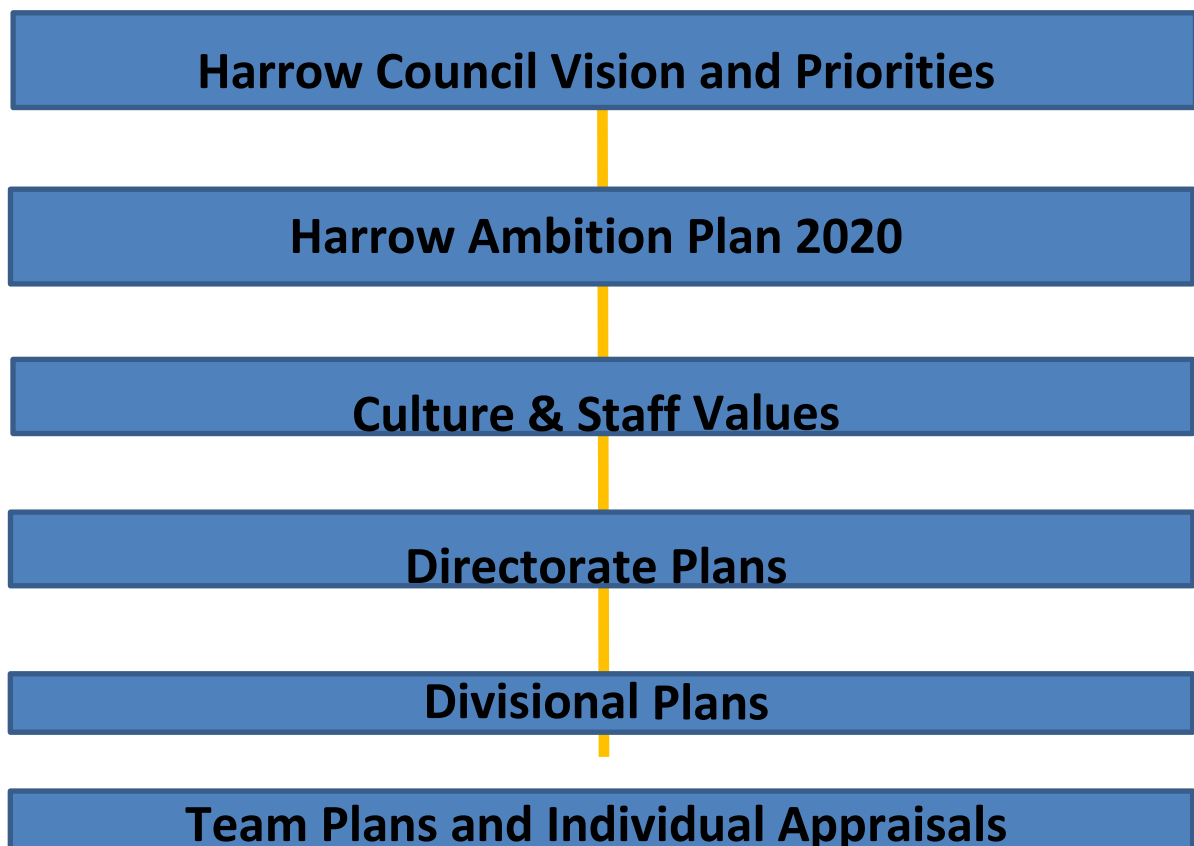 Harrow Council Vision and Priorities
Harrow Ambition Plan 2020
Culture & Staff Values
Directorate Plans
Divisional Plans
Team Plans and Individual Appraisals